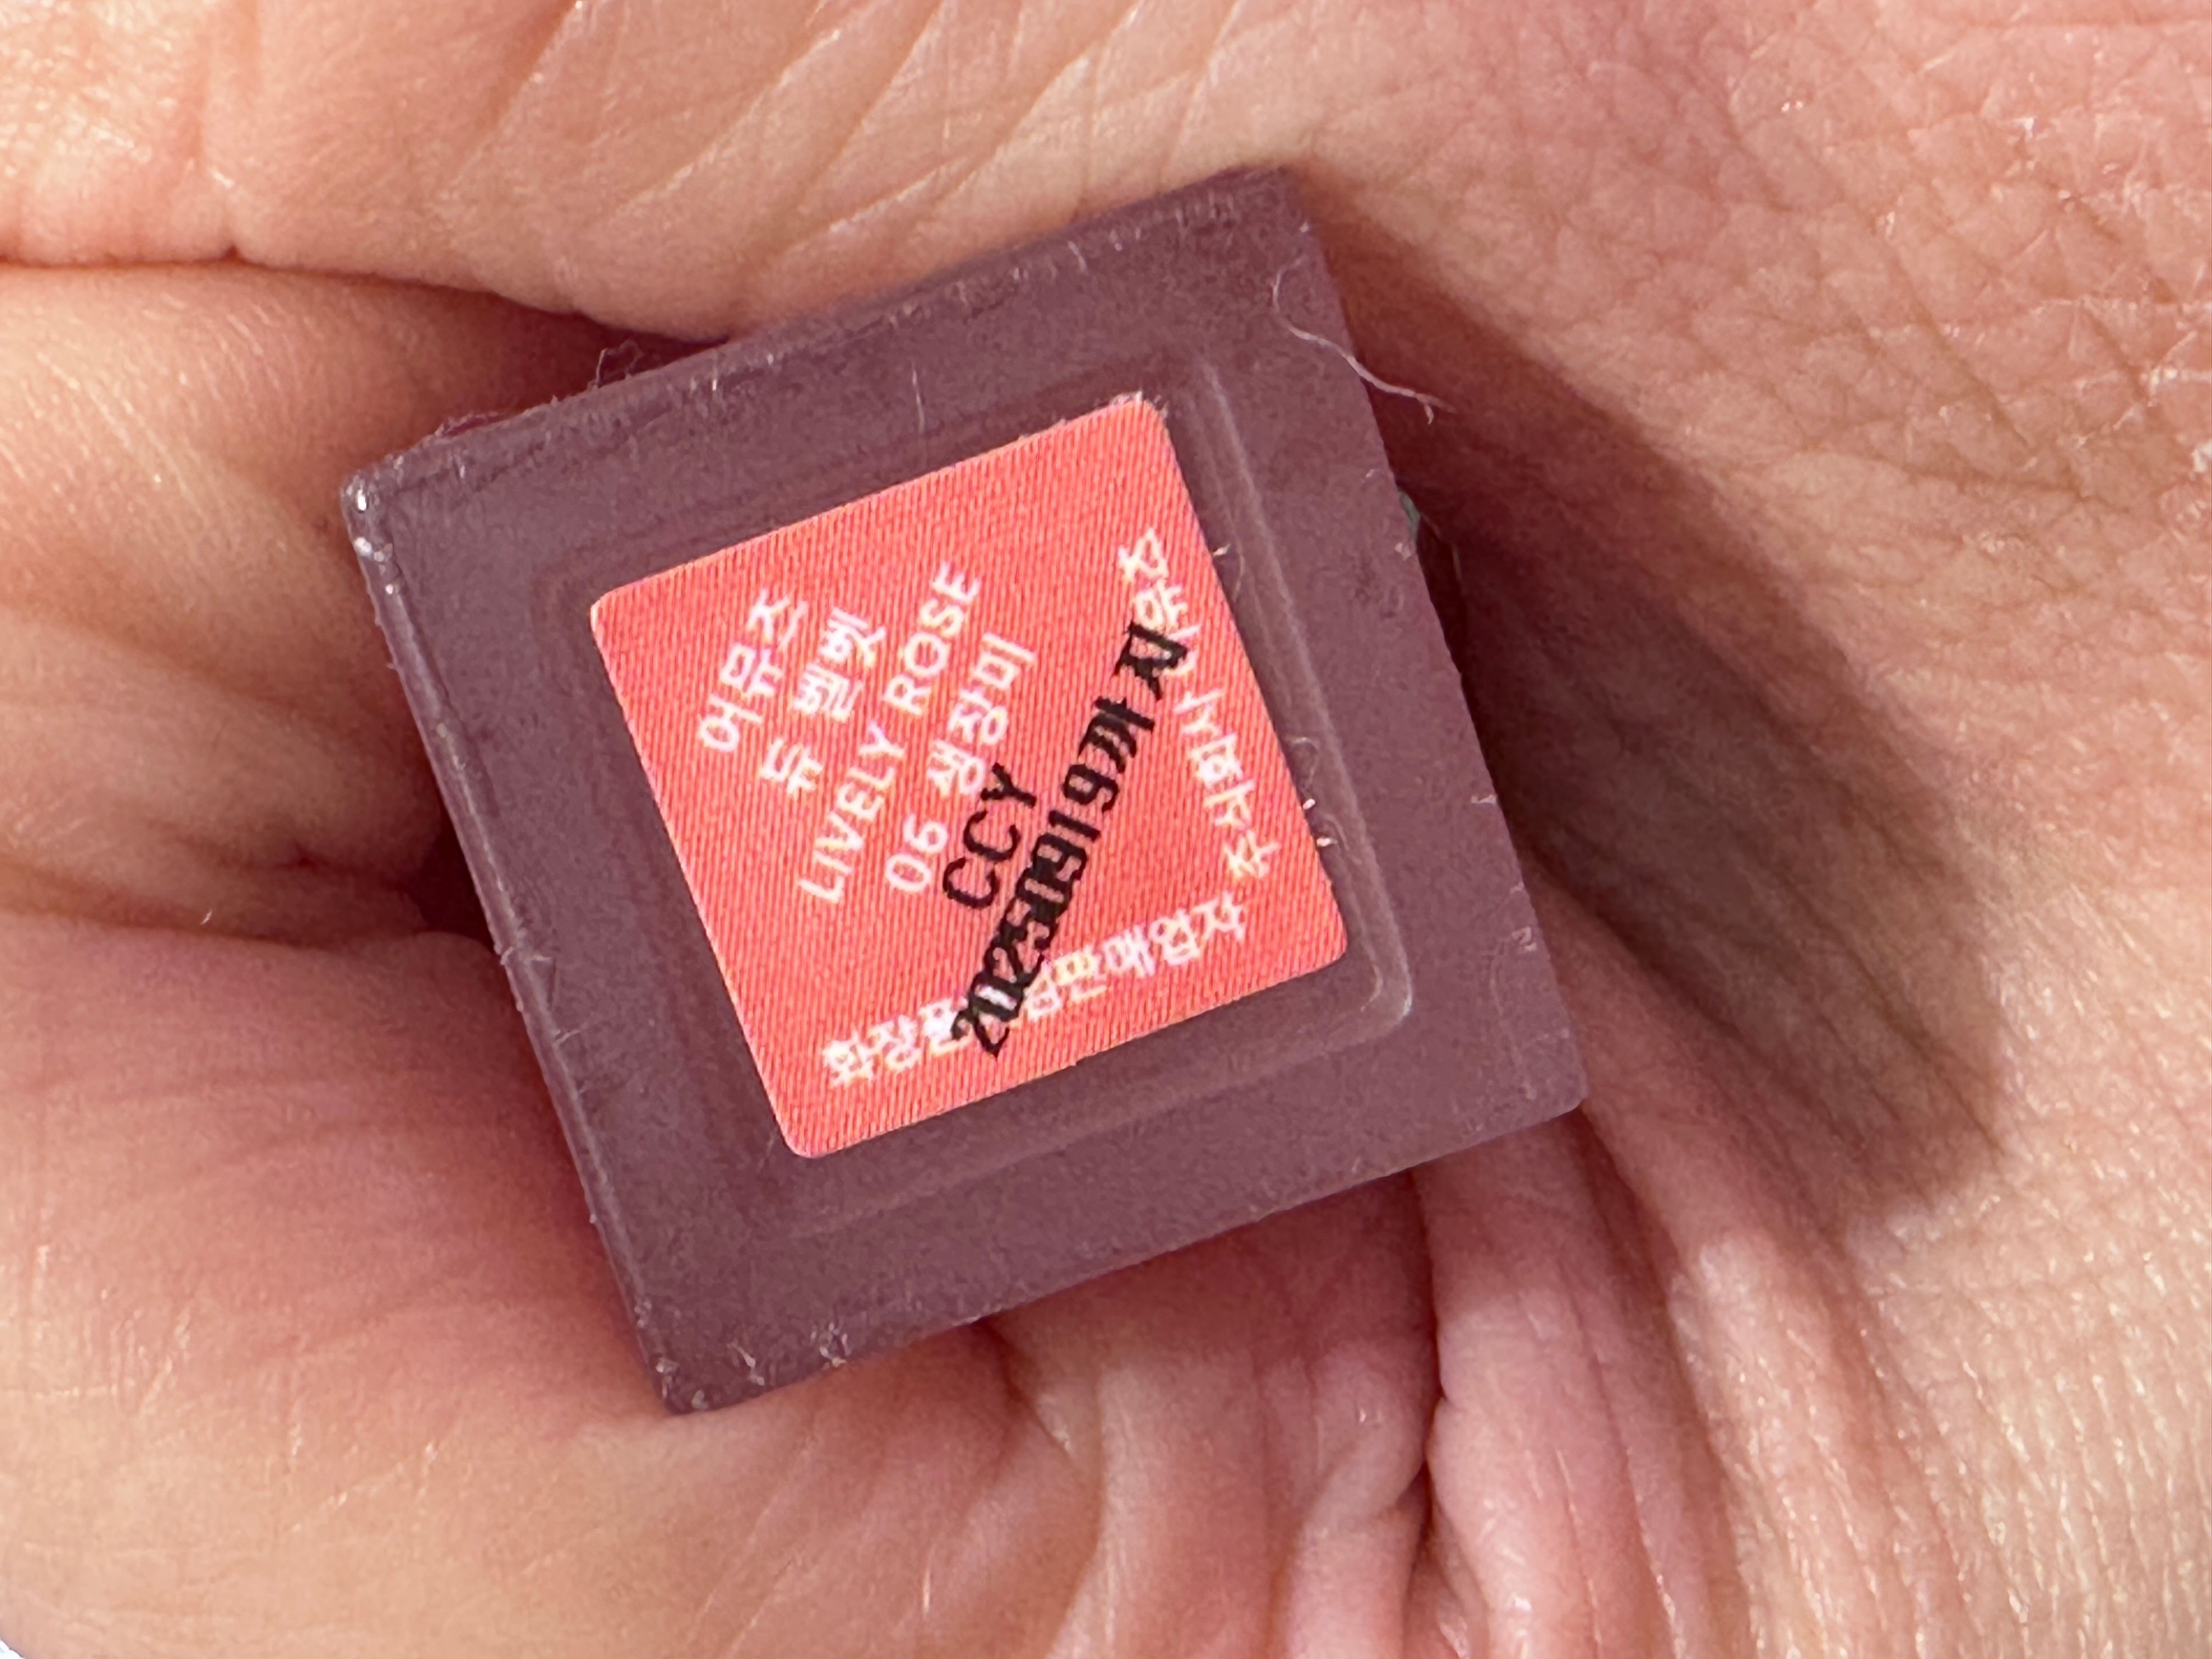 어뮤즈
듀 벨벳
LIVELY ROSE
06 생장미
CCY
20250919까지
화장품책임판매업자
주식회사 어뮤즈